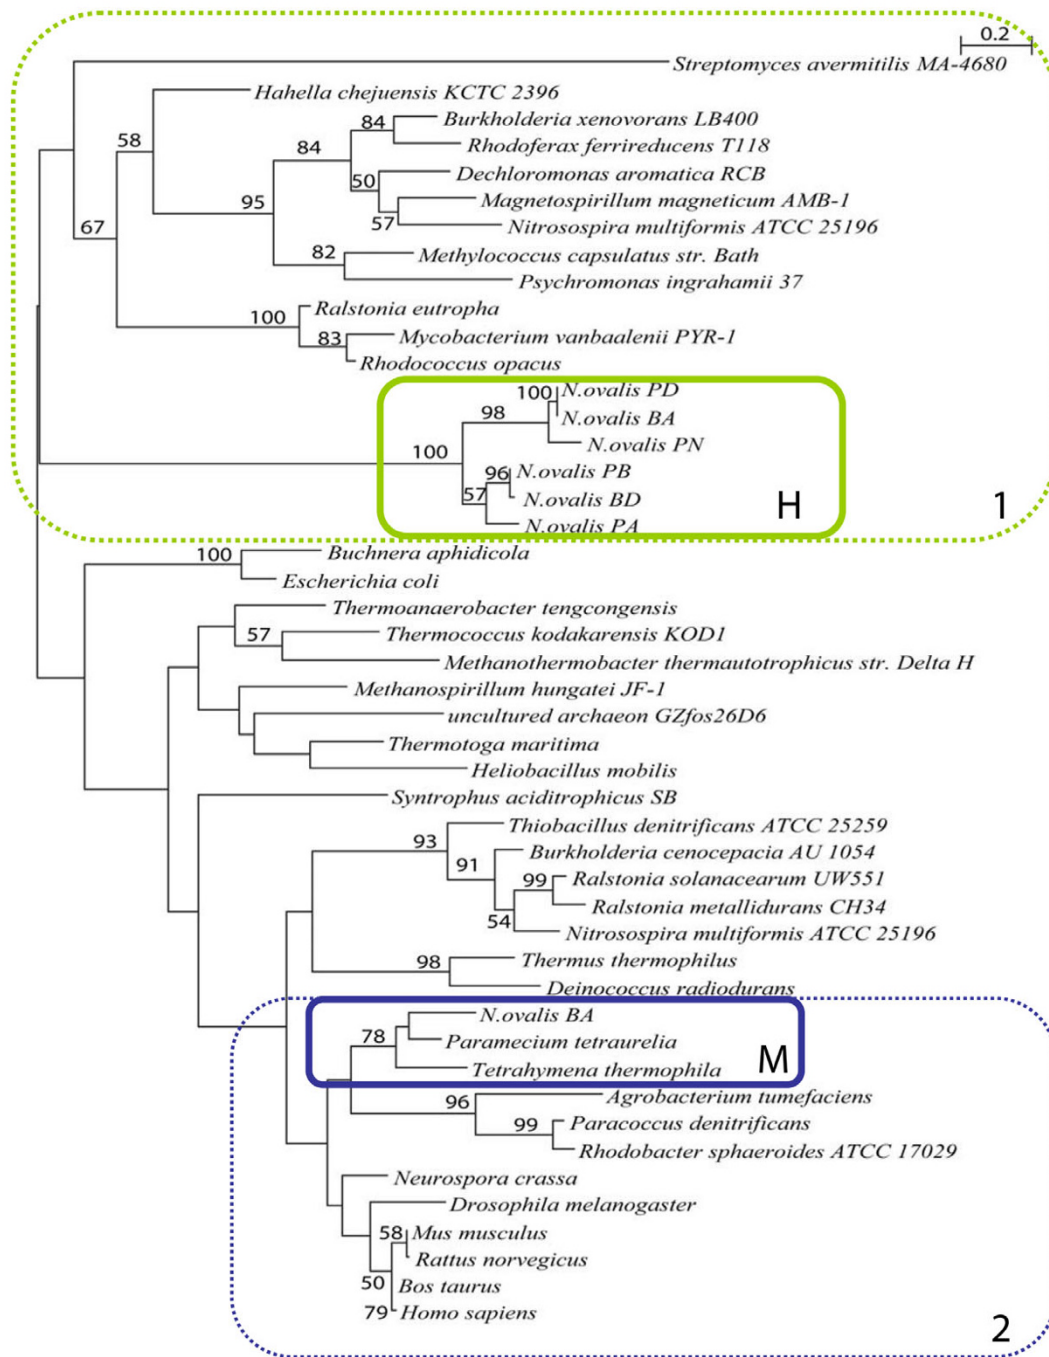 0.2
Streptomyces avermitilis MA-4680
Hahella chejuensis KCTC 2396
84
Burkholderia xenovorans LB400
58
84
Rhodoferax ferrireducens T118
Dechloromonas aromatica RCB
50
95
Magnetospirillum magneticum AMB-1
57
Nitrosospira multiformis ATCC 25196
67
82
Methylococcus capsulatus str. Bath
Psychromonas ingrahamii 37
Ralstonia eutropha
100
83
Mycobacterium vanbaalenii PYR-1
Rhodococcus opacus
100
N.ovalis PD
98
N.ovalis BA
N.ovalis PN
100
96
N.ovalis PB
57
N.ovalis BD
H
1
N.ovalis PA
100
Buchnera aphidicola
Escherichia coli
Thermoanaerobacter tengcongensis
57
Thermococcus kodakarensis KOD1
Methanothermobacter thermautotrophicus str. Delta H
Methanospirillum hungatei JF-1
uncultured archaeon GZfos26D6
Thermotoga maritima
Heliobacillus mobilis
Syntrophus aciditrophicus SB
Thiobacillus denitrificans ATCC 25259
93
Burkholderia cenocepacia AU 1054
91
99
Ralstonia solanacearum UW551
Ralstonia metallidurans CH34
54
Nitrosospira multiformis ATCC 25196
98
Thermus thermophilus
Deinococcus radiodurans
N.ovalis BA
78
Paramecium tetraurelia
M
Tetrahymena thermophila
96
Agrobacterium tumefaciens
99
Paracoccus denitrificans
Rhodobacter sphaeroides ATCC 17029
Neurospora crassa
Drosophila melanogaster
58
Mus musculus
Rattus norvegicus
50
Bos taurus
79
Homo sapiens
2